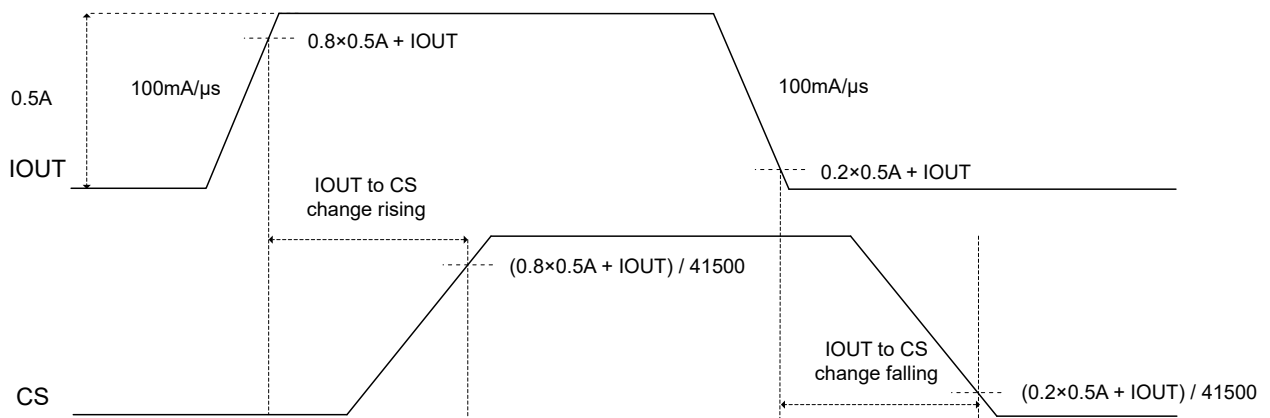 0.8×0.5A + IOUT
100mA/μs
100mA/μs
0.5A
IOUT
0.2×0.5A + IOUT
IOUT to CS
change rising
(0.8×0.5A + IOUT) / 41500
IOUT to CS
change falling
CS
(0.2×0.5A + IOUT) / 41500